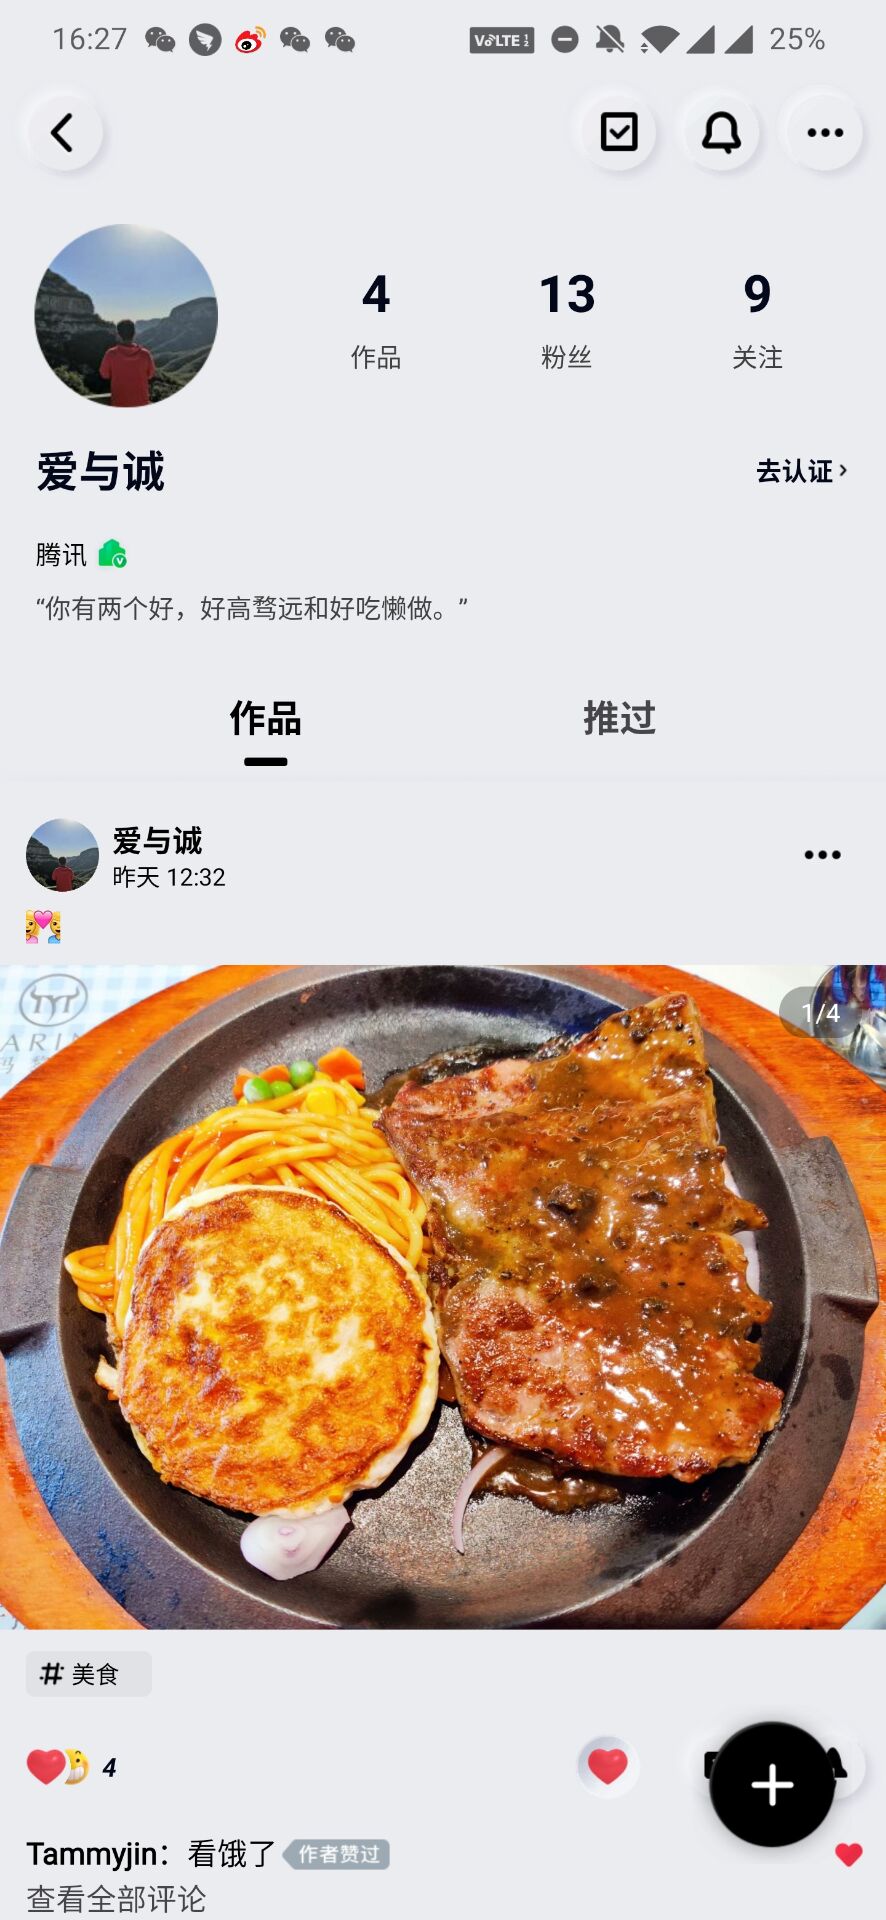 16:27
VoLTE 1 2
25%
4
13
9
作品
粉丝
关注
爱与诚
去认证
腾讯
“你有两个好，好高骛远和好吃懒做。”
作品
推过
爱与诚
昨天 12:32
1/4
ARI
# 美食
4
Tammyjin：看饿了 作者赞过
查看全部评论